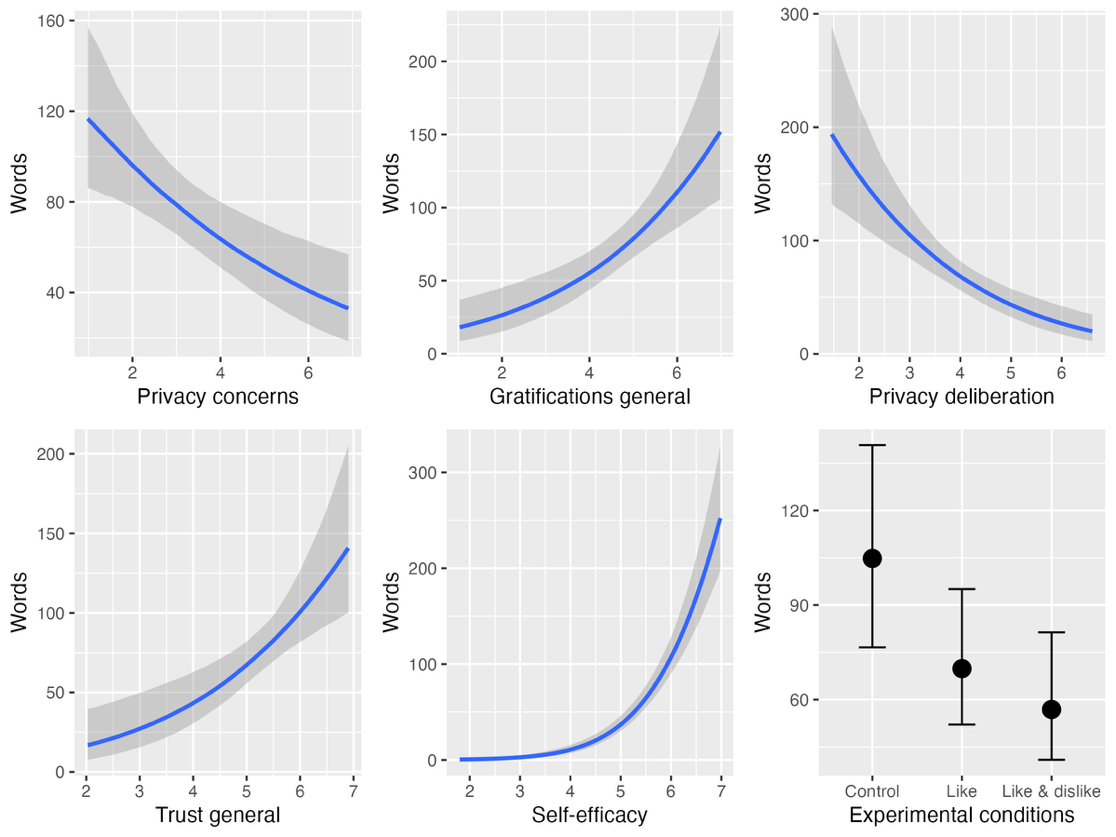 160
120
80
40
Words
2 4 6
Privacy concerns
200
150
100
50
0
Words
2 4 6
Gratifications general
300
200
100
0
Words
2 3 4 5 6
Privacy deliberation
200
150
100
50
0
Words
2 3 4 5 6 7
Trust general
300
200
100
0
Words
2 3 4 5 6 7
Self-efficacy
120
90
60
Words
Control Like Like & dislike
Experimental conditions